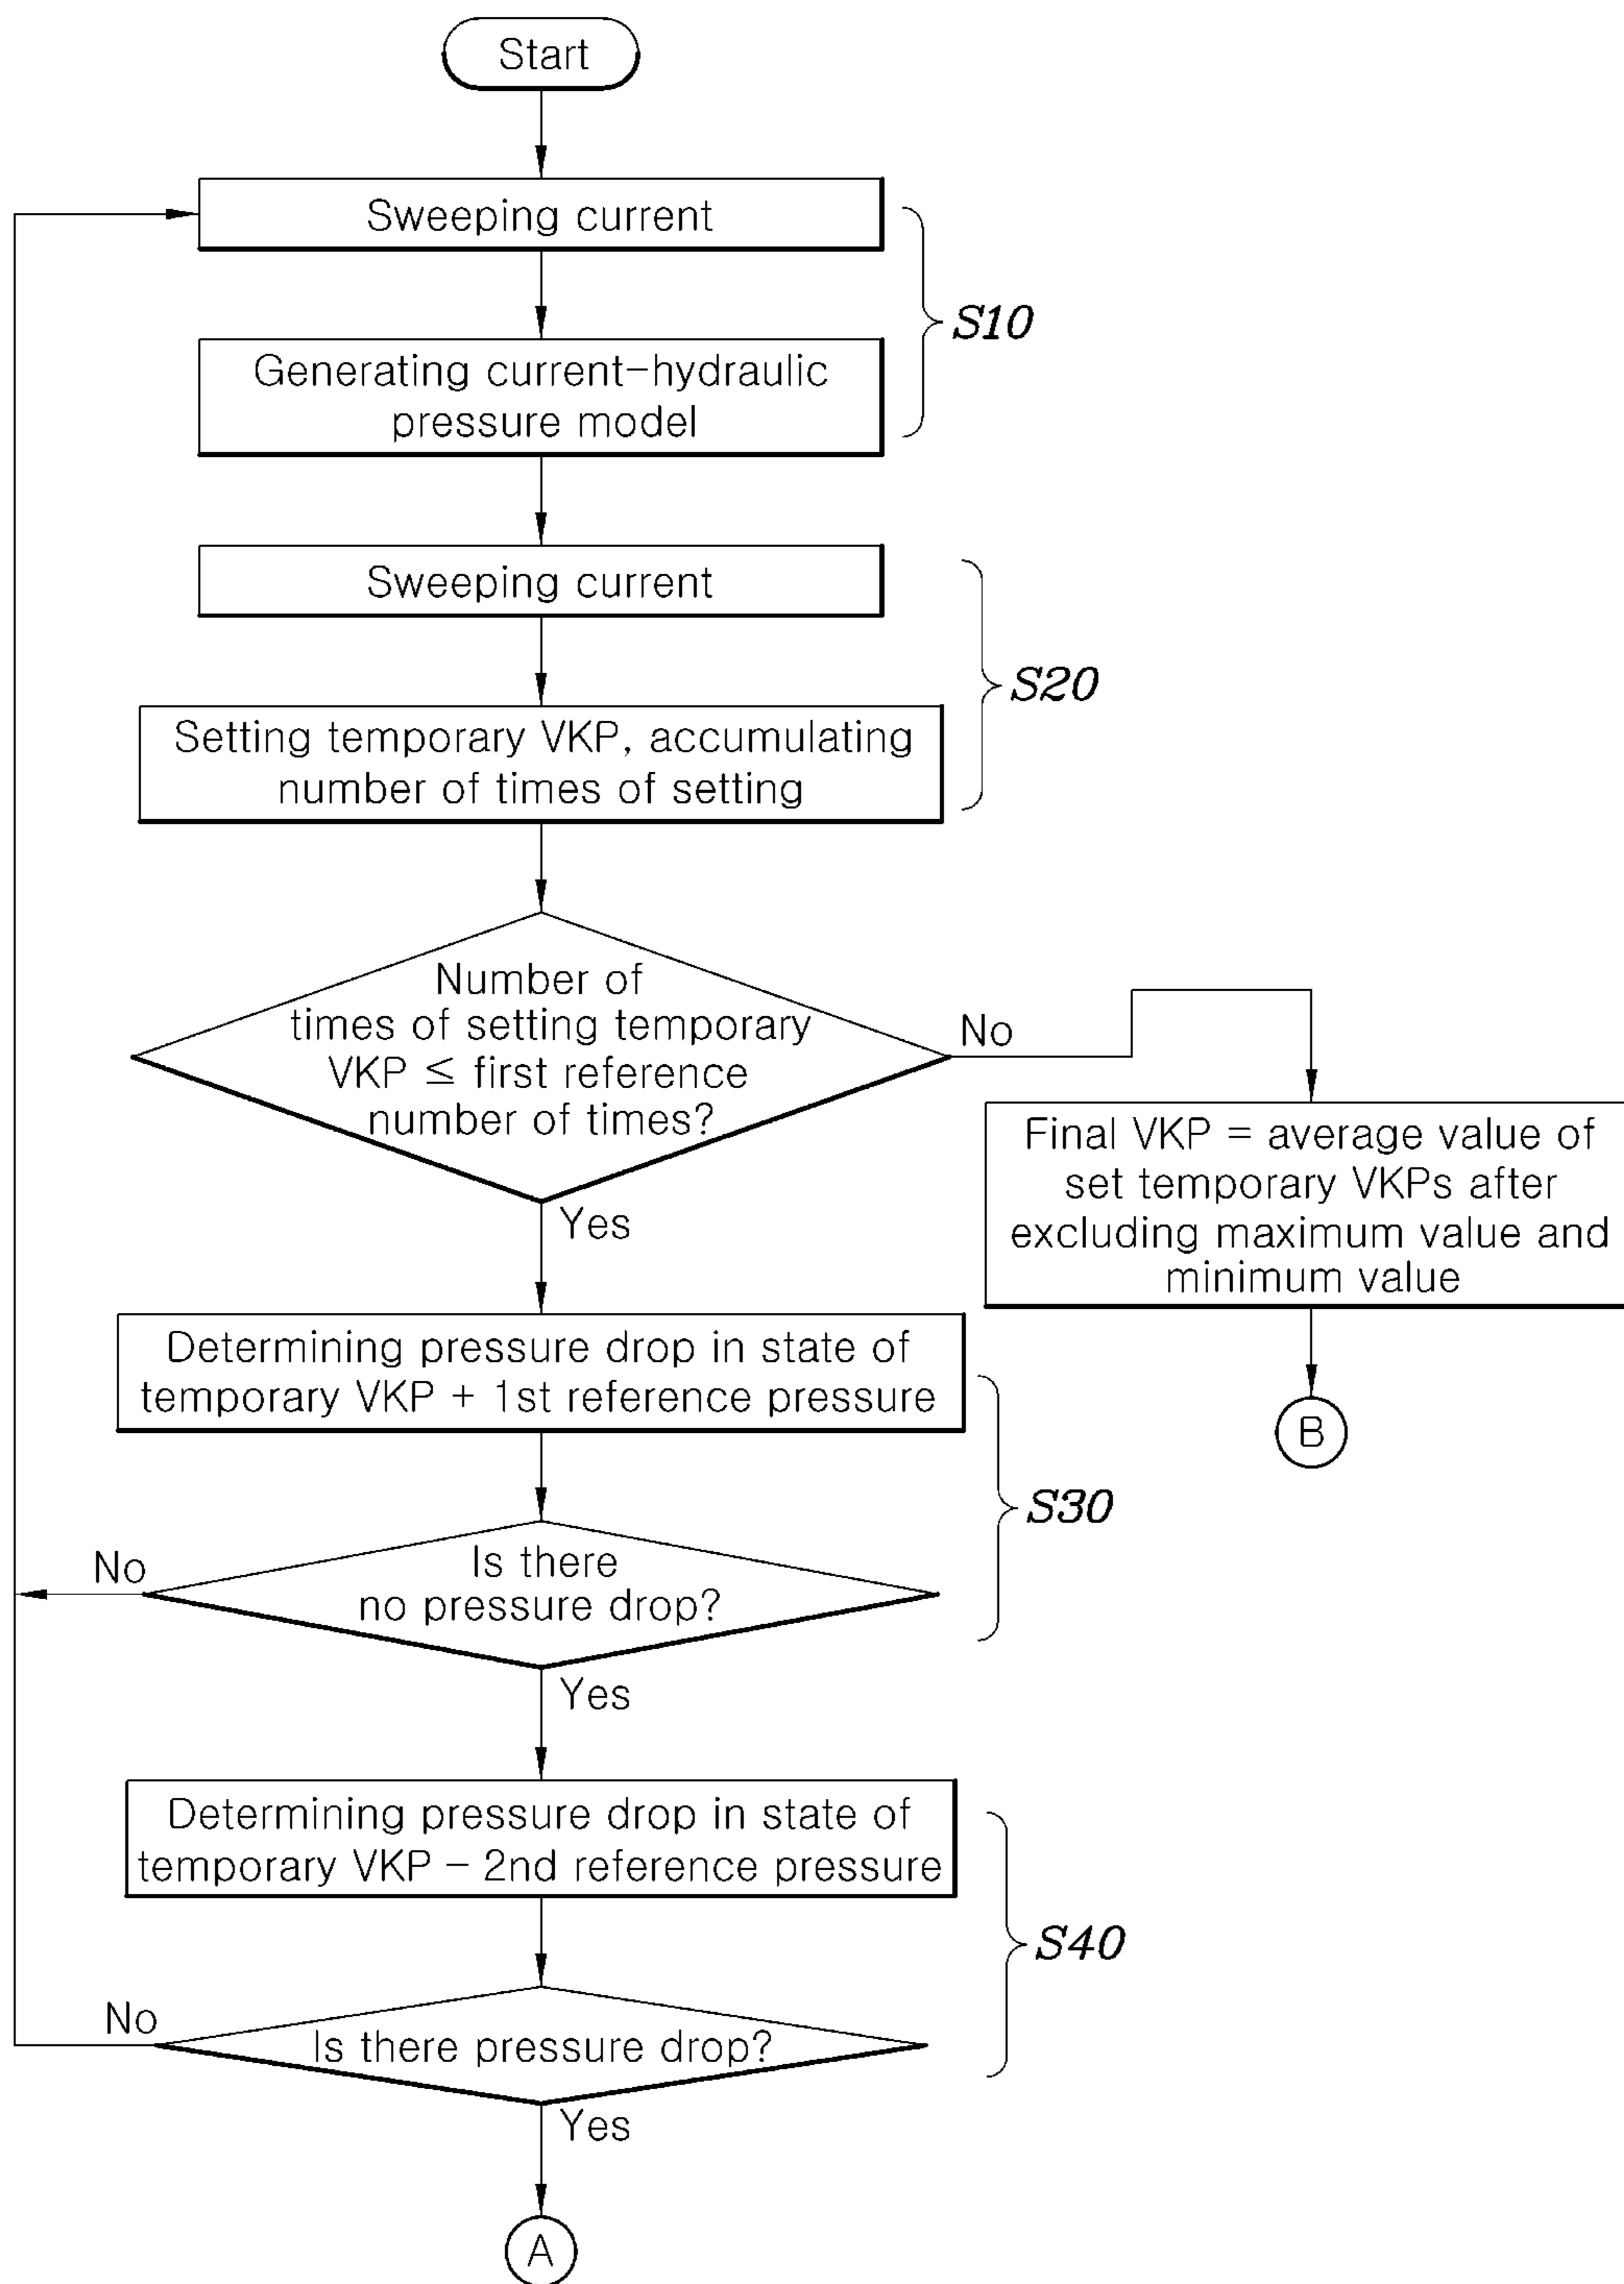 Start
Sweeping current
S10
Generating current-hydraulic
pressure model
Sweeping current
S20
Setting temporary VKP, accumulating
number of times of setting
Number of
times of setting temporary
VKP ≤ first reference
number of times?
No
Yes
Final VKP = average value of
set temporary VKPs after
excluding maximum value and
minimum value
B
Determining pressure drop in state of
temporary VKP + 1st reference pressure
S30
Is there
no pressure drop?
No
Yes
Determining pressure drop in state of
temporary VKP - 2nd reference pressure
S40
Is there pressure drop?
No
Yes
A